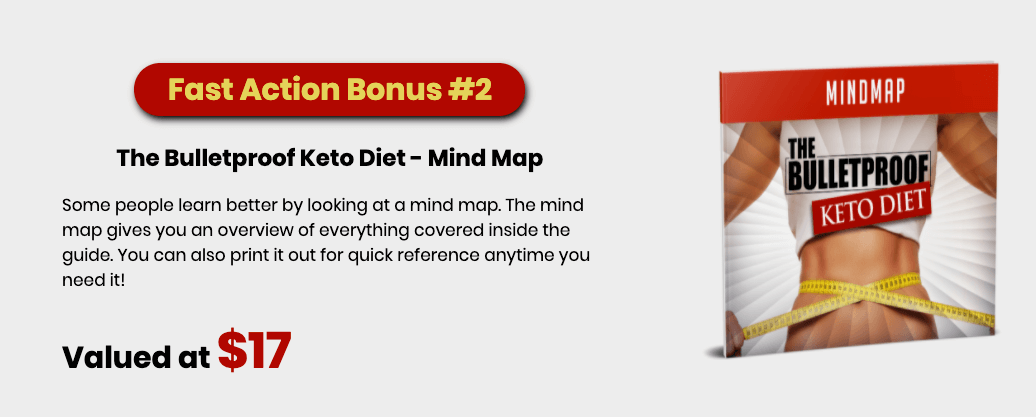 Fast Action Bonus #2
The Bulletproof Keto Diet - Mind Map
Some people learn better by looking at a mind map. The mind
map gives you an overview of everything covered inside the
guide. You can also print it out for quick reference anytime you
need it!
Valued at $17
MINDMAP
THE
BULLETPROOF
KETO DIET